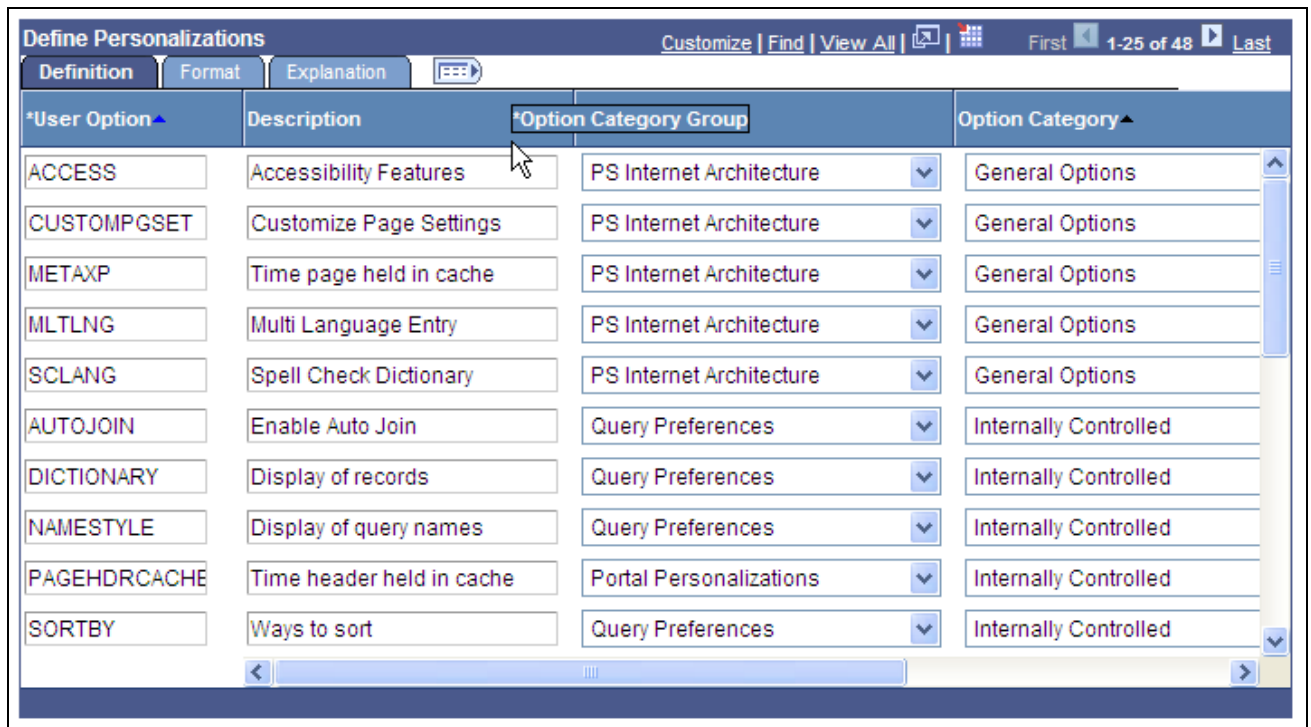 Define Personalizations Customize | Find | View All | | First 1-25 of 48 Last
Definition Format Explanation
*User Option Description *Option Category Group Option Category
ACCESS Accessibility Features PS Internet Architecture General Options
CUSTOMPGSET Customize Page Settings PS Internet Architecture General Options
METAXP Time page held in cache PS Internet Architecture General Options
MLTLNG Multi Language Entry PS Internet Architecture General Options
SCLANG Spell Check Dictionary PS Internet Architecture General Options
AUTOJOIN Enable Auto Join Query Preferences Internally Controlled
DICTIONARY Display of records Query Preferences Internally Controlled
NAMESTYLE Display of query names Query Preferences Internally Controlled
PAGEHDRCACHE Time header held in cache Portal Personalizations Internally Controlled
SORTBY Ways to sort Query Preferences Internally Controlled